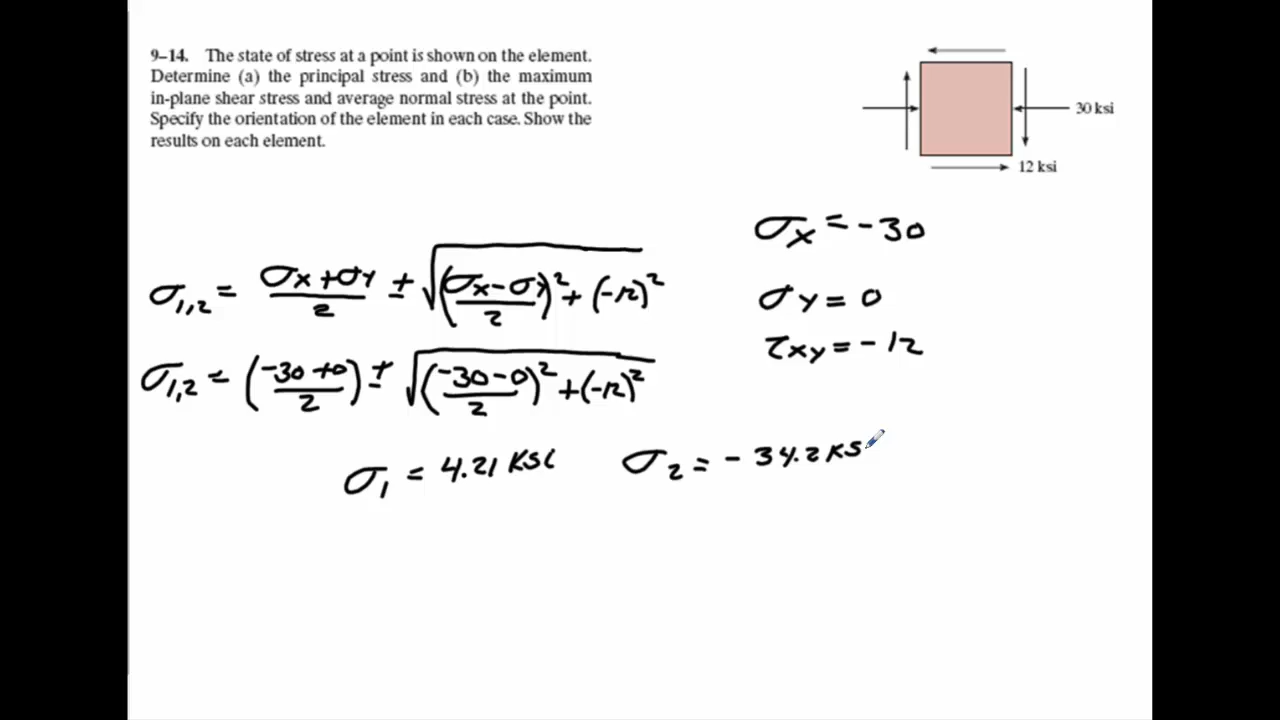 9–14. The state of stress at a point is shown on the element.
Determine (a) the principal stress and (b) the maximum
in-plane shear stress and average normal stress at the point.
Specify the orientation of the element in each case. Show the
results on each element.
30 ksi
12 ksi
σx = -30
σ1,2 = σx+σy/2 ± √(σx-σy/2)² + (-12)²
σy = 0
τxy = -12
σ1,2 = (-30+0/2) ± √(-30-0/2)² + (-12)²
σ1 = 4.21 KSi σ2 = - 34.2 KS